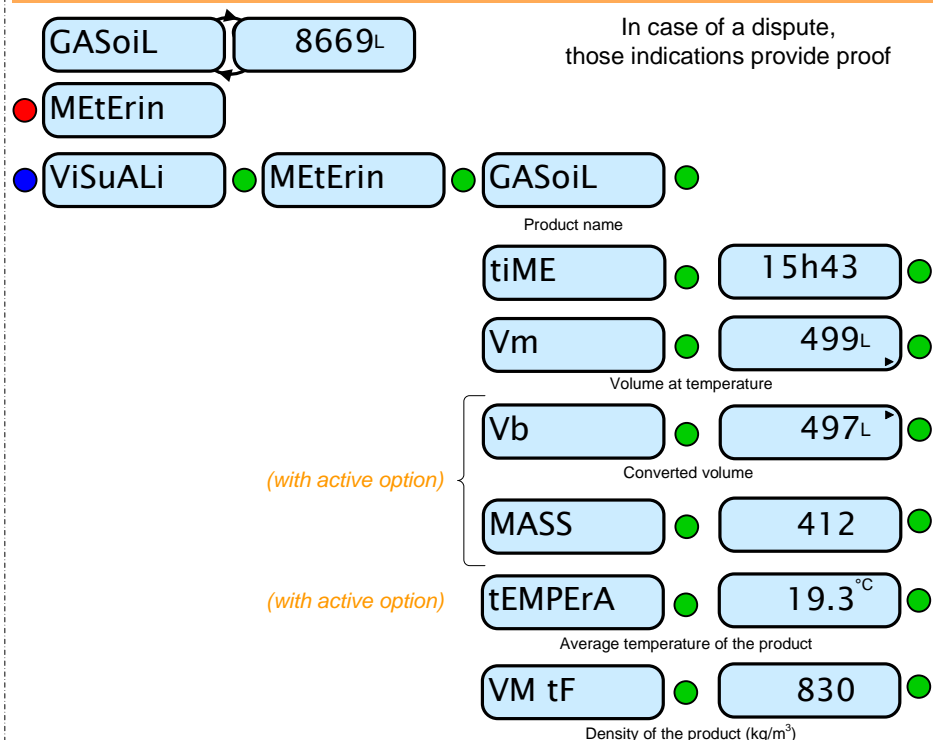 GASoiL 8669L
In case of a dispute,
those indications provide proof
MEtErin
ViSuALi MEtErin GASoiL
Product name
tiME 15h43
Vm 499L
Volume at temperature
Vb 497L
Converted volume
(with active option)
MASS 412
(with active option) tEMPErA 19.3°C
Average temperature of the product
VM tF 830
Density of the product (kg/m³)